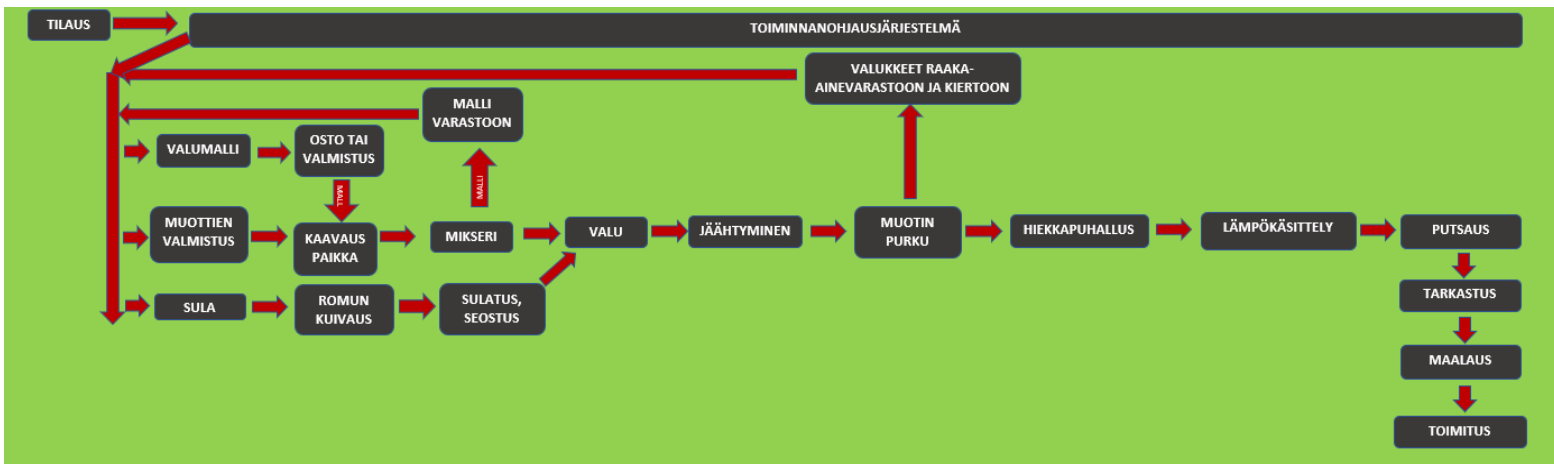 TILAUS
TOIMINNANOHJAUSJÄRJESTELMÄ
VALUKKEET RAAKA-
AINEVARASTOON JA KIERTOON
MALLI
VARASTOON
VALUMALLI
OSTO TAI
VALMISTUS
MALLI
MALL
MUOTTIEN
VALMISTUS
KAAVAUS
PAIKKA
MIKSERI
VALU
JÄÄHTYMINEN
MUOTIN
PURKU
HIEKKAPUHALLUS
LÄMPÖKÄSITTELY
PUTSAUS
SULA
ROMUN
KUIVAUS
SULATUS,
SEOSTUS
TARKASTUS
MAALAUS
TOIMITUS